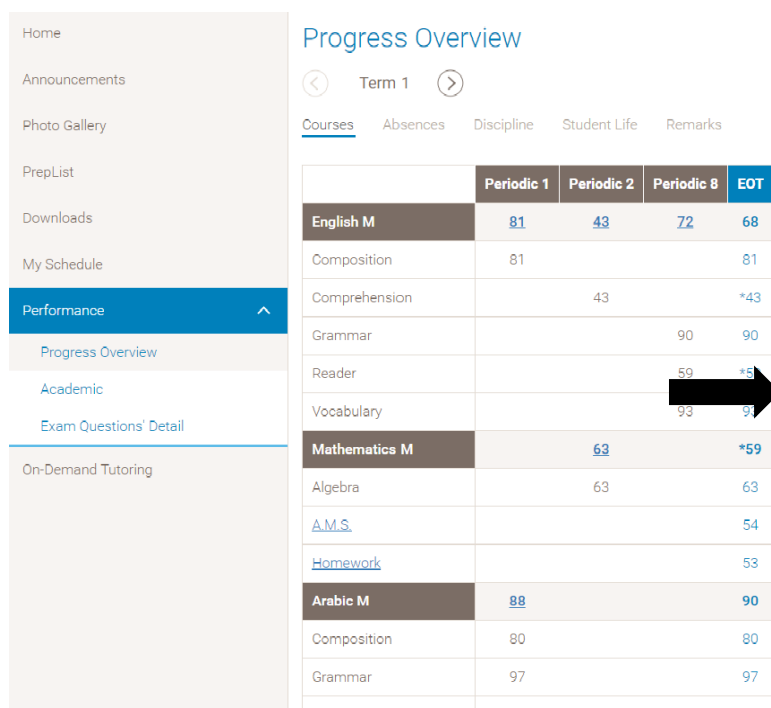 Home
Announcements
Photo Gallery
PrepList
Downloads
My Schedule
Performance
Progress Overview
Academic
Exam Questions' Detail
On-Demand Tutoring
Progress Overview
Term 1
Courses Absences Discipline Student Life Remarks
Periodic 1 Periodic 2 Periodic 8 EOT
English M 81 43 72 68
Composition 81 81
Comprehension 43 *43
Grammar 90 90
Reader 59
Vocabulary 93 93
Mathematics M 63 *59
Algebra 63 63
A.M.S. 54
Homework 53
Arabic M 88 90
Composition 80 80
Grammar 97 97